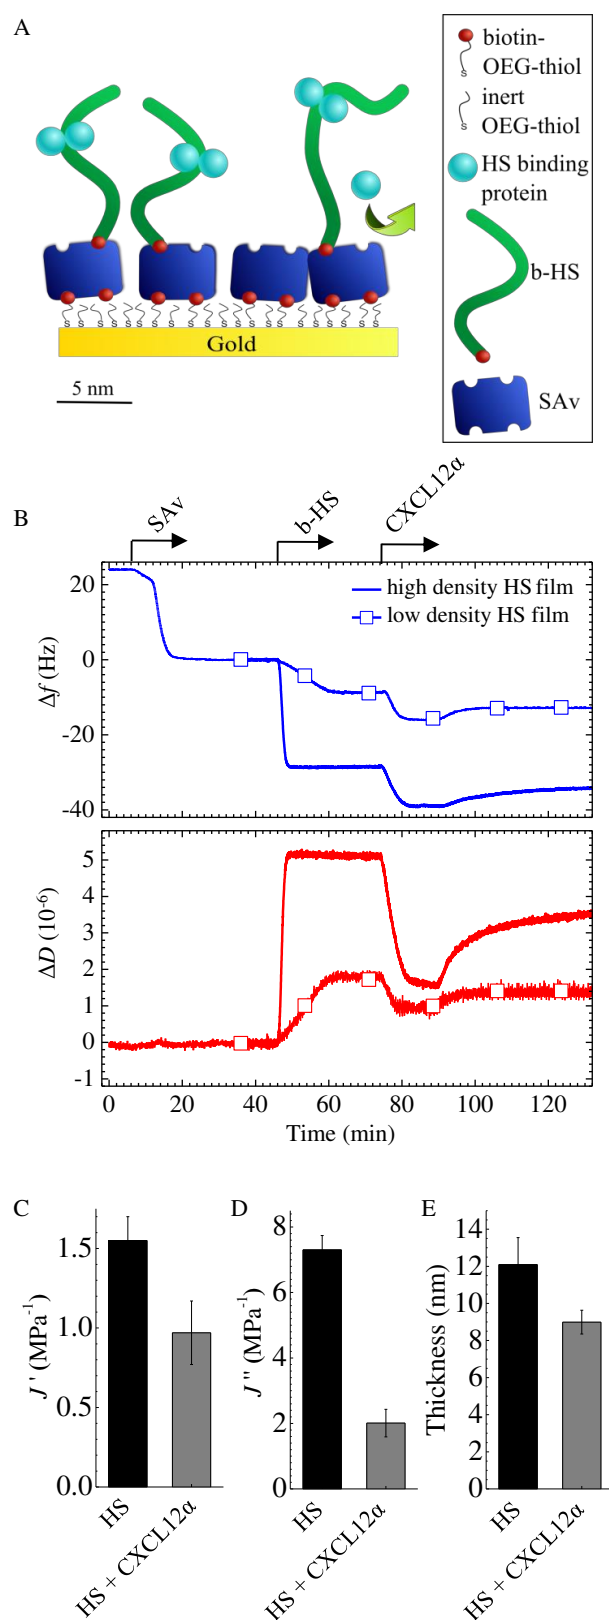 A
biotin-
OEG-thiol
inert
OEG-thiol
HS binding
protein
b-HS
SAv
s s s s s s s s s s s s s s s
Gold
5 nm
B
SAv
b-HS
CXCL12α
high density HS film
low density HS film
Δf (Hz)
20
0
-20
-40
ΔD (10-6)
5
4
3
2
1
0
-1
0 20 40 60 80 100 120
Time (min)
C
J ' (MPa-1)
1.5
1.0
0.5
0.0
HS
HS + CXCL12α
D
J " (MPa-1)
8
6
4
2
0
HS
HS + CXCL12α
E
Thickness (nm)
14
12
10
8
6
4
2
0
HS
HS + CXCL12α